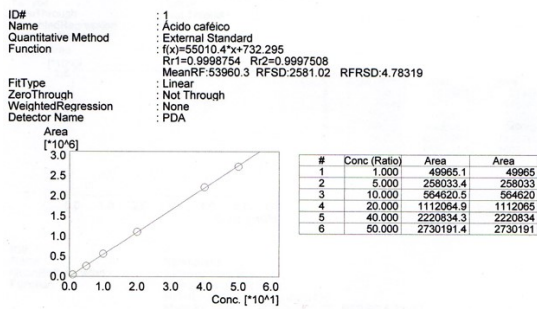 ID# : 1
Name : Ácido caféico
Quantitative Method : External Standard
Function : f(x)=55010.4*x+732.295
Rr1=0.9998754 Rr2=0.9997508
MeanRF:53960.3 RFSD:2581.02 RFRSD:4.78319
FitType : Linear
ZeroThrough : Not Through
WeightedRegression : None
Detector Name : PDA
Area
[*10^6]
3.0
2.5
2.0
1.5
1.0
0.5
0.0
0.0 1.0 2.0 3.0 4.0 5.0 6.0
Conc. [*10^1]
# Conc (Ratio) Area Area
1 1.000 49965.1 49965
2 5.000 258033.4 258033
3 10.000 564620.5 564620
4 20.000 1112064.9 1112065
5 40.000 2220834.3 2220834
6 50.000 2730191.4 2730191